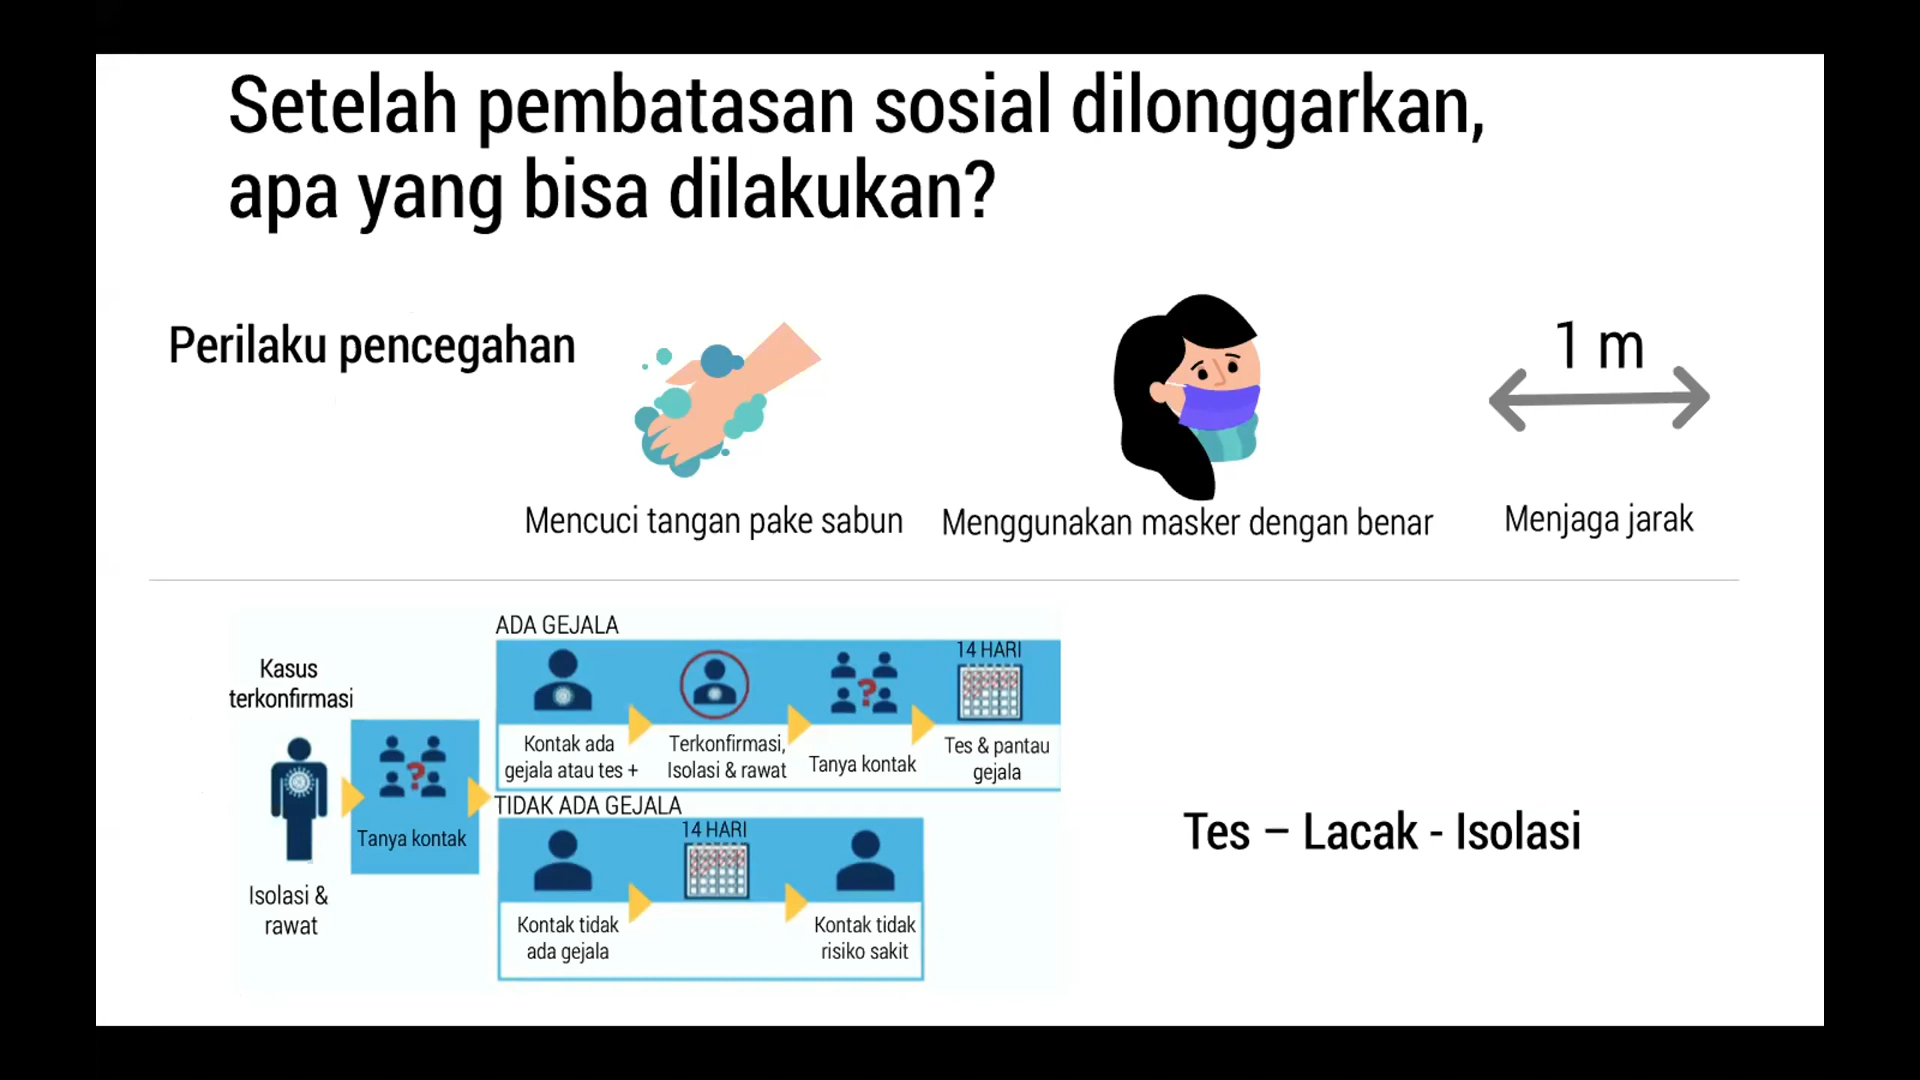 Setelah pembatasan sosial dilonggarkan,
apa yang bisa dilakukan?
Perilaku pencegahan
1 m
Mencuci tangan pake sabun
Menggunakan masker dengan benar
Menjaga jarak
Kasus
terkonfirmasi
Isolasi &
rawat
?
Tanya kontak
ADA GEJALA
Kontak ada
gejala atau tes +
Terkonfirmasi,
Isolasi & rawat
?
Tanya kontak
14 HARI
Tes & pantau
gejala
TIDAK ADA GEJALA
Kontak tidak
ada gejala
14 HARI
Kontak tidak
risiko sakit
Tes – Lacak - Isolasi